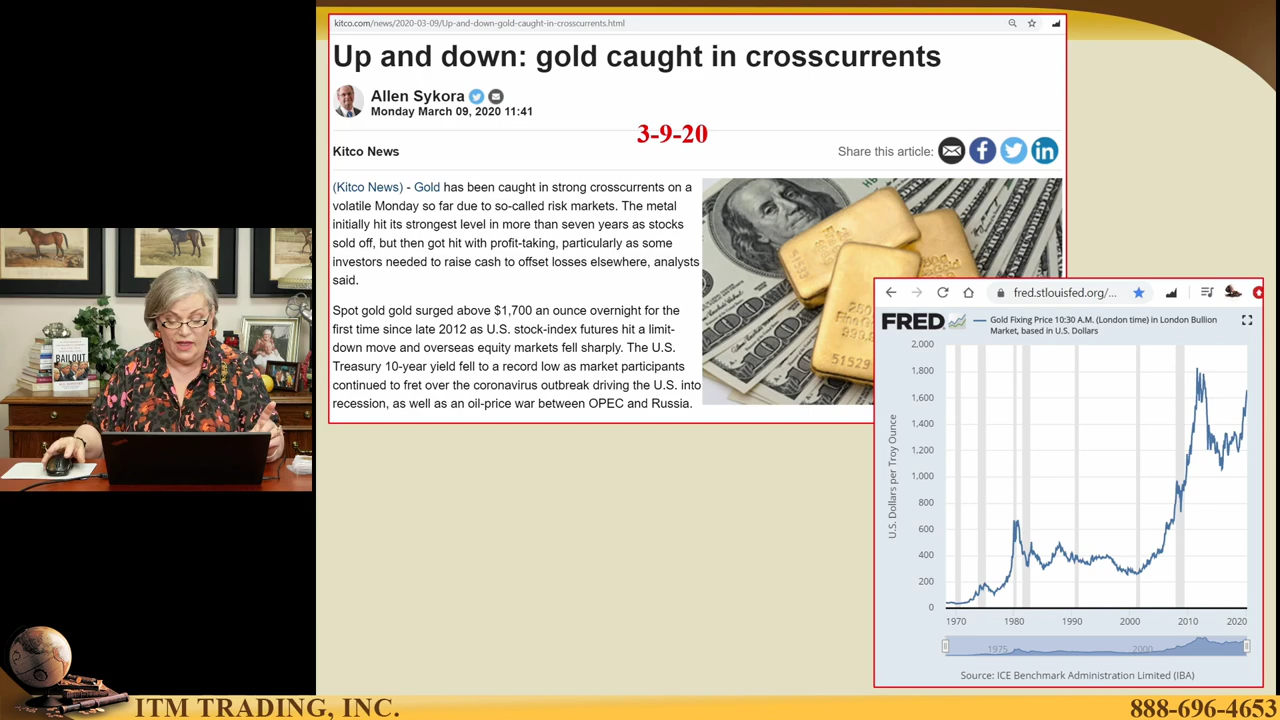 kitco.com/news/2020-03-09/Up-and-down-gold-caught-in-crosscurrents.html
Up and down: gold caught in crosscurrents
Allen Sykora
Monday March 09, 2020 11:41
3-9-20
Kitco News
Share this article:
(Kitco News) - Gold has been caught in strong crosscurrents on a
volatile Monday so far due to so-called risk markets. The metal
initially hit its strongest level in more than seven years as stocks
sold off, but then got hit with profit-taking, particularly as some
investors needed to raise cash to offset losses elsewhere, analysts
said.
Spot gold gold surged above $1,700 an ounce overnight for the
first time since late 2012 as U.S. stock-index futures hit a limit-
down move and overseas equity markets fell sharply. The U.S.
Treasury 10-year yield fell to a record low as market participants
continued to fret over the coronavirus outbreak driving the U.S. into
recession, as well as an oil-price war between OPEC and Russia.
fred.stlouisfed.org/...
FRED
Gold Fixing Price 10:30 A.M. (London time) in London Bullion
Market, based in U.S. Dollars
U.S. Dollars per Troy Ounce
2,000
1,800
1,600
1,400
1,200
1,000
800
600
400
200
0
1970 1980 1990 2000 2010 2020
1975 2000
Source: ICE Benchmark Administration Limited (IBA)
BAILOUT
ITM TRADING, INC.
888-696-4653